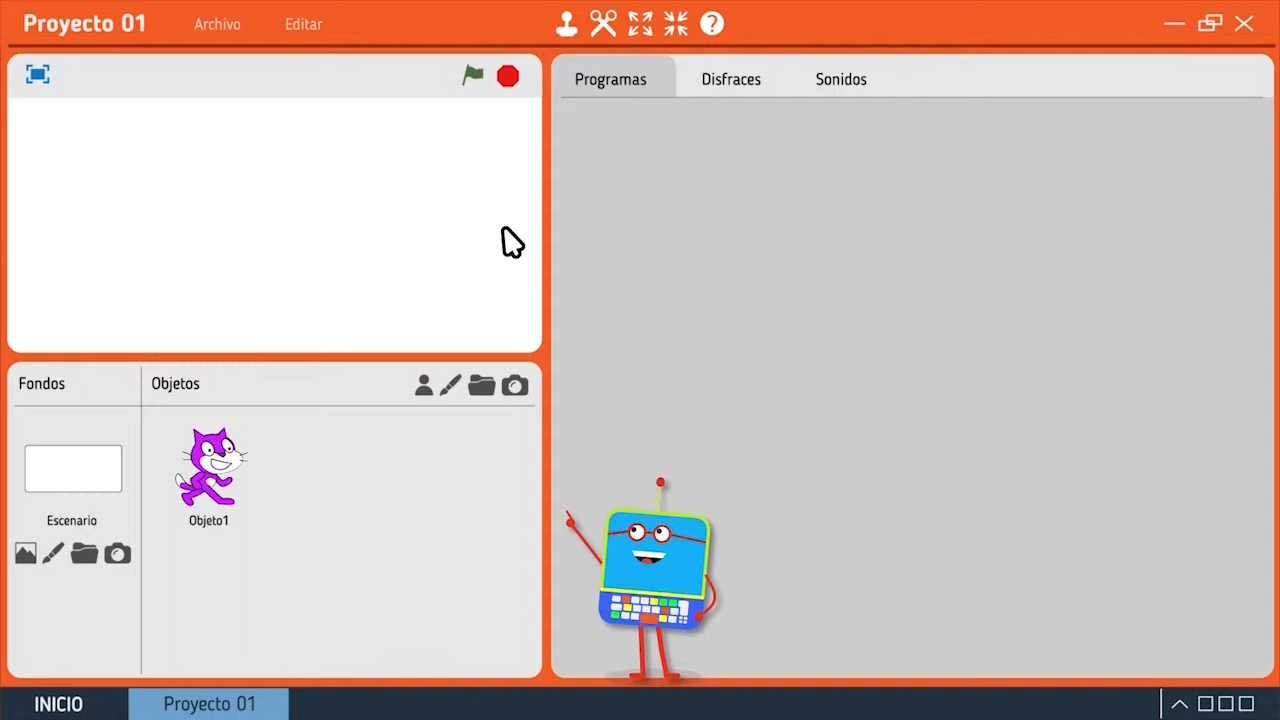 Proyecto 01
Archivo
Editar
?
Programas
Disfraces
Sonidos
Fondos
Objetos
Escenario
Objeto1
INICIO
Proyecto 01